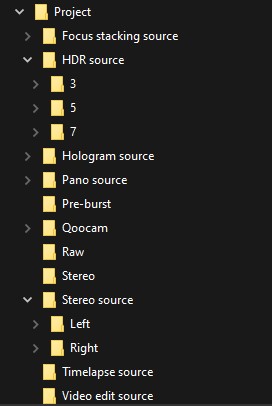 Project
Focus stacking source
HDR source
3
5
7
Hologram source
Pano source
Pre-burst
Qoocam
Raw
Stereo
Stereo source
Left
Right
Timelapse source
Video edit source